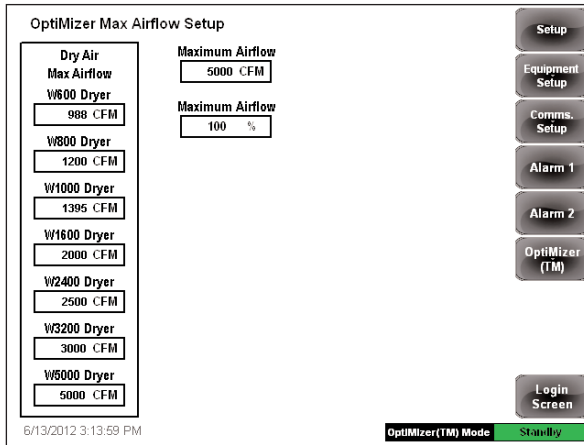 OptiMizer Max Airflow Setup
Dry Air
Max Airflow
W600 Dryer
988 CFM
W800 Dryer
1200 CFM
W1000 Dryer
1395 CFM
W1600 Dryer
2000 CFM
W2400 Dryer
2500 CFM
W3200 Dryer
3000 CFM
W5000 Dryer
5000 CFM
Maximum Airflow
5000 CFM
Maximum Airflow
100 %
Setup
Equipment
Setup
Comms.
Setup
Alarm 1
Alarm 2
OptiMizer
(TM)
Login
Screen
6/13/2012 3:13:59 PM
OptiMizer(TM) Mode
Standby